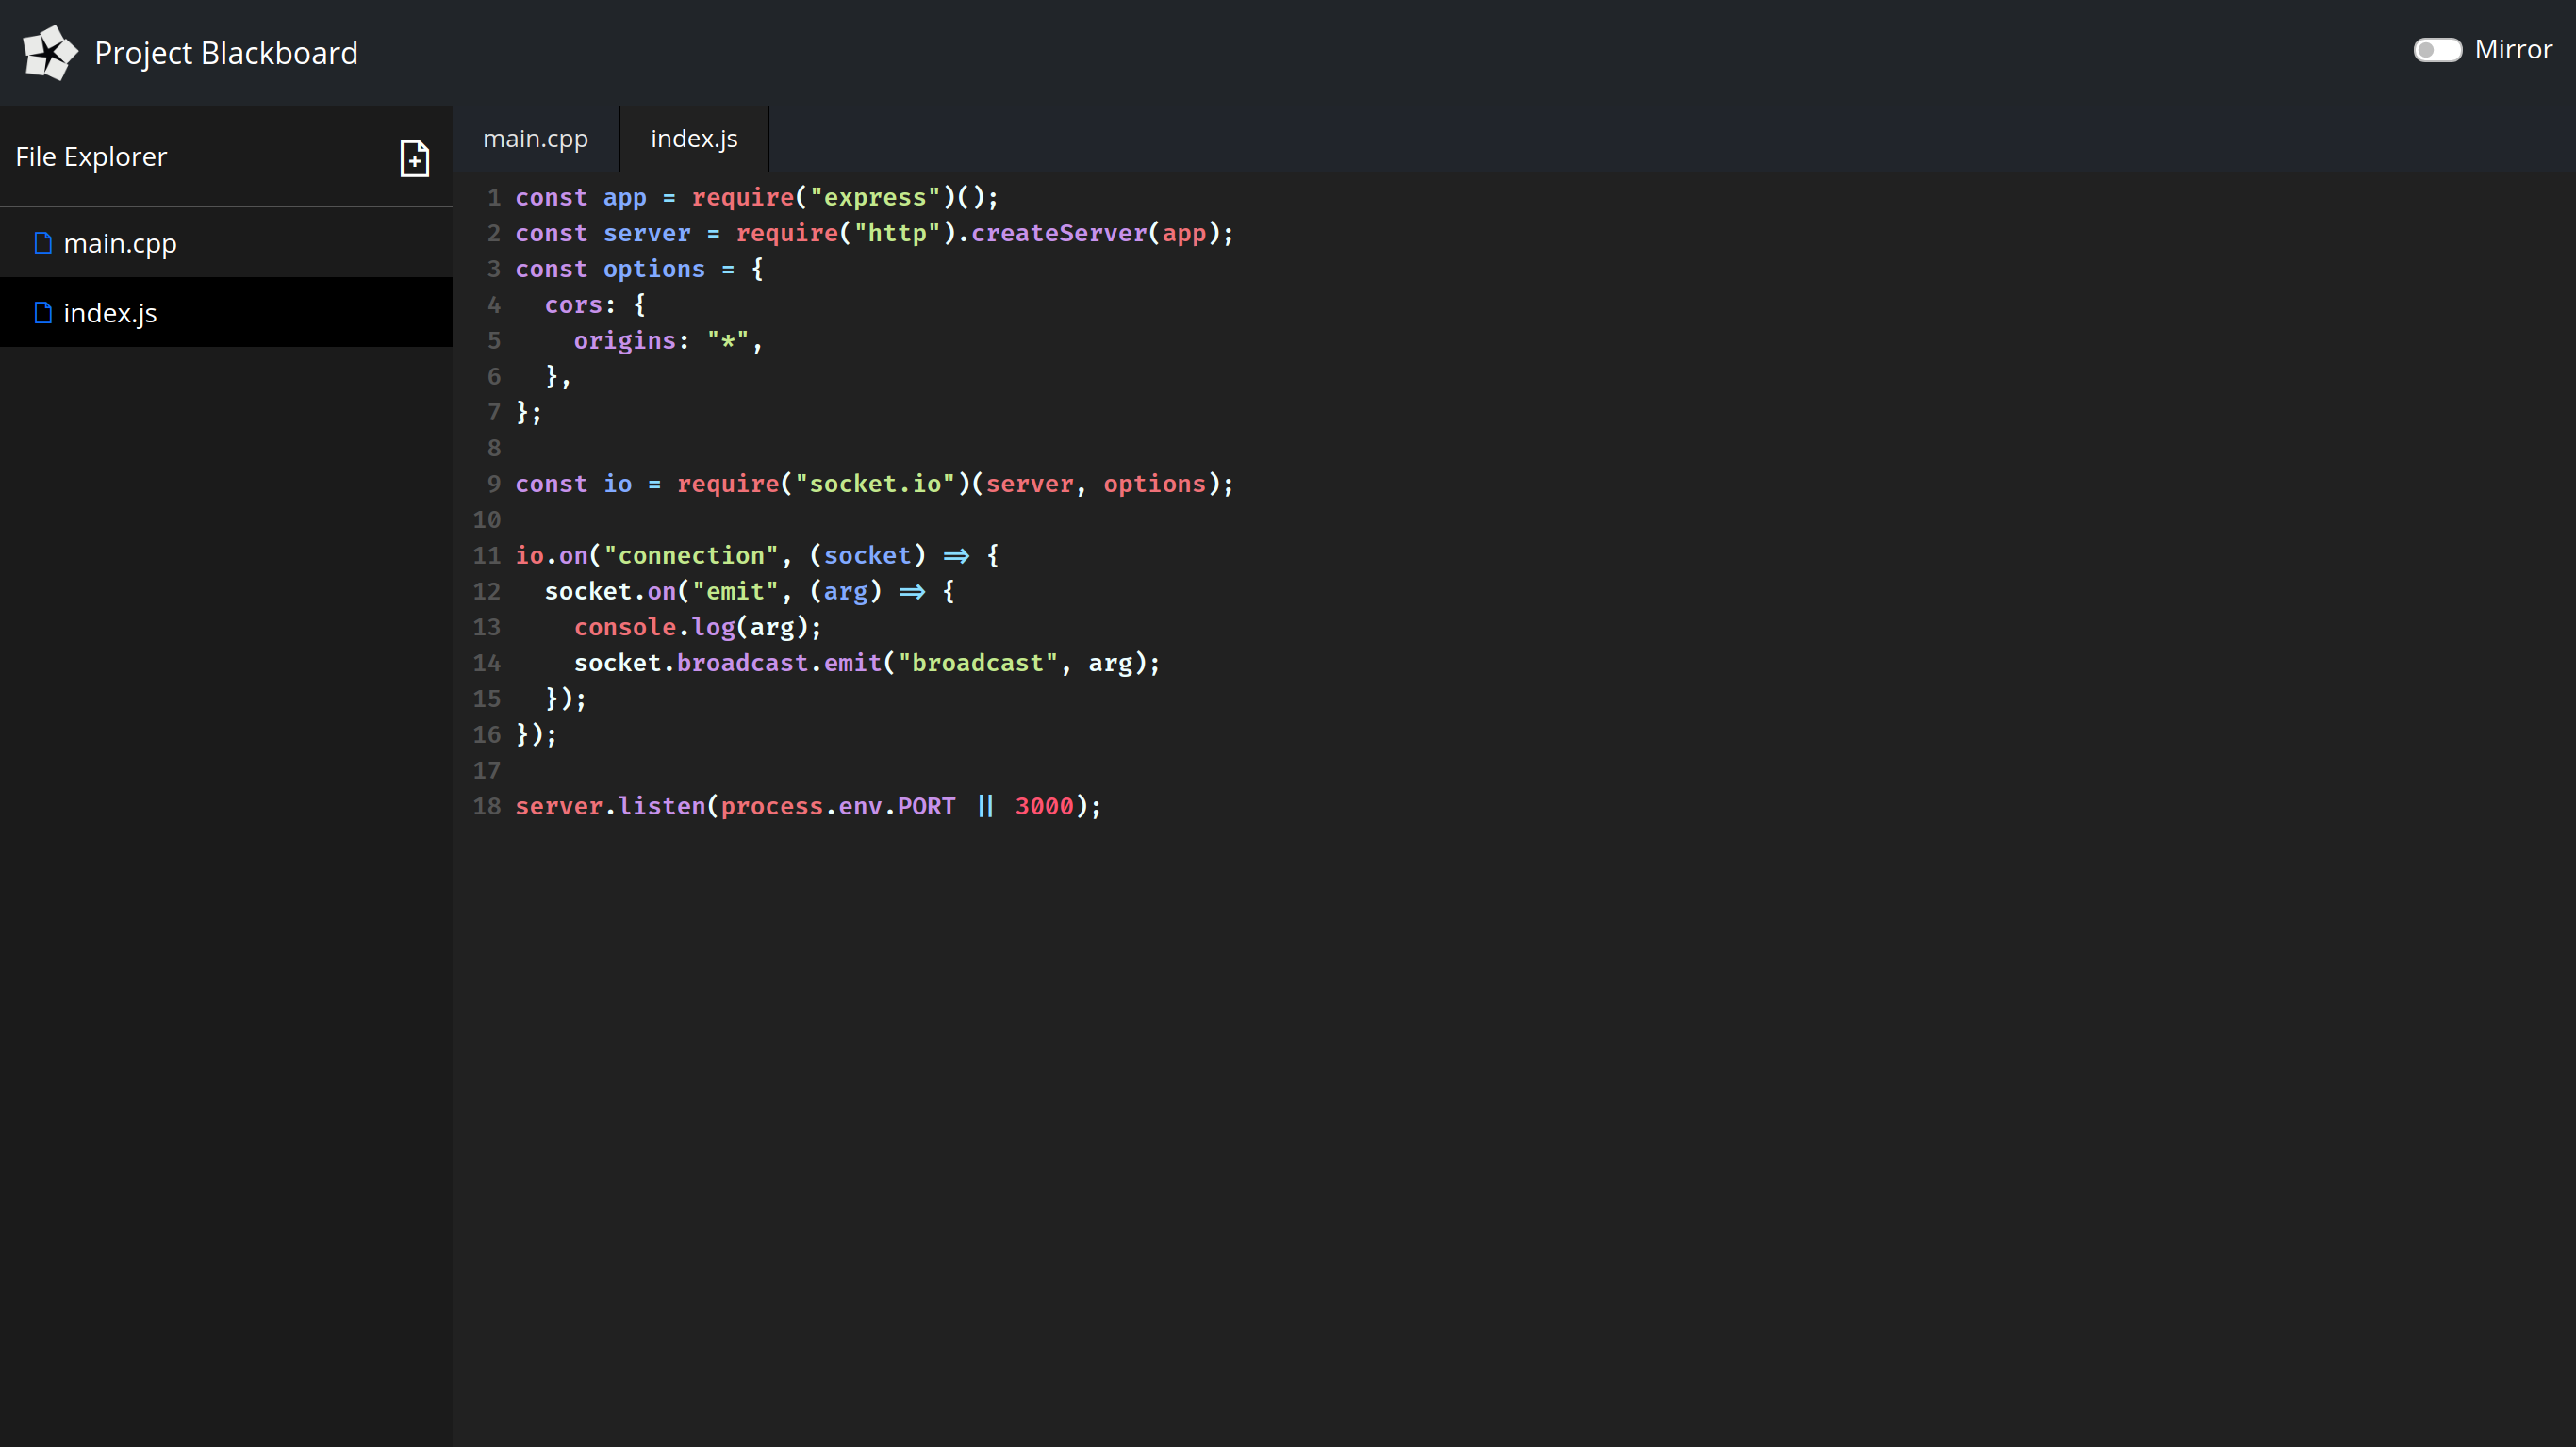 Project Blackboard
Mirror
File Explorer
main.cpp
index.js
main.cpp index.js
1 const app = require("express")();
2 const server = require("http").createServer(app);
3 const options = {
4   cors: {
5     origins: "*",
6   },
7 };
8
9 const io = require("socket.io")(server, options);
10
11 io.on("connection", (socket) => {
12   socket.on("emit", (arg) => {
13     console.log(arg);
14     socket.broadcast.emit("broadcast", arg);
15   });
16 });
17
18 server.listen(process.env.PORT || 3000);